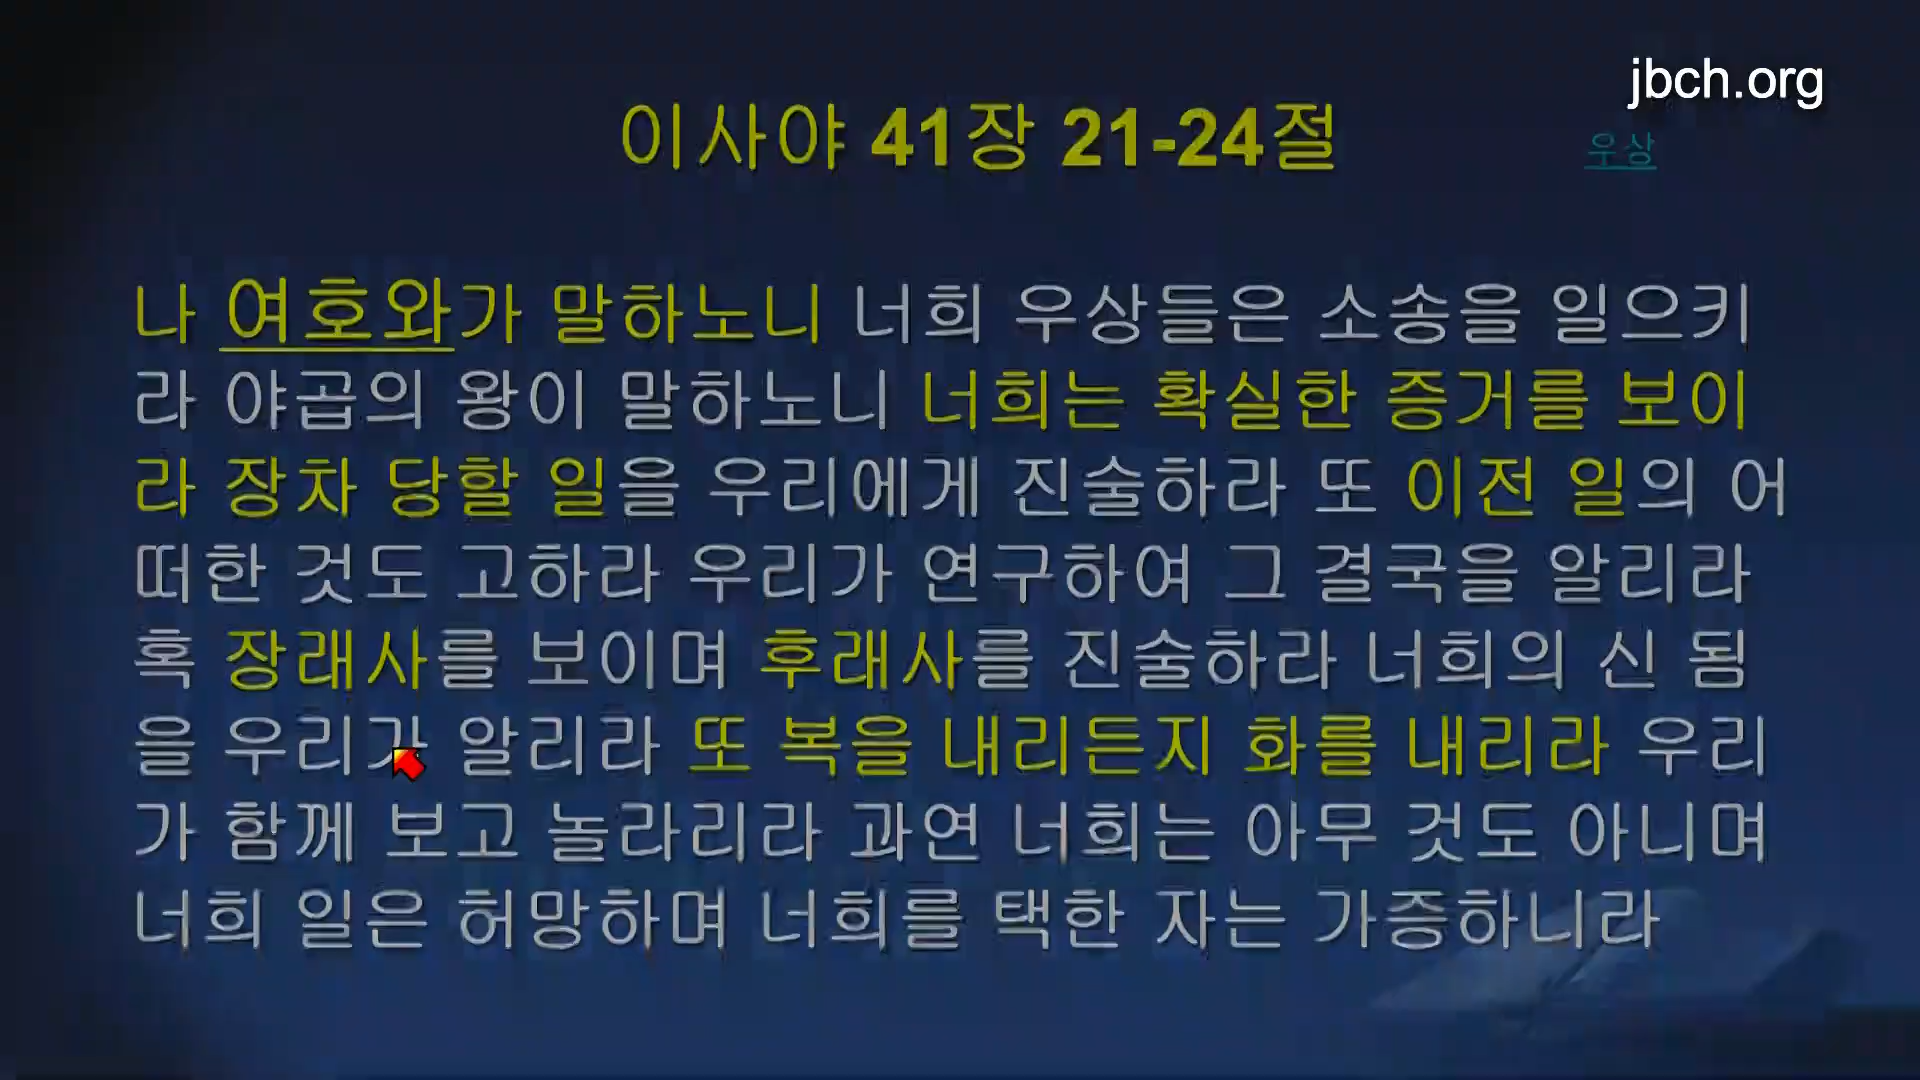 jbch.org
이사야 41장 21-24절
우상
나 여호와가 말하노니 너희 우상들은 소송을 일으키
라 야곱의 왕이 말하노니 너희는 확실한 증거를 보이
라 장차 당할 일을 우리에게 진술하라 또 이전 일의 어
떠한 것도 고하라 우리가 연구하여 그 결국을 알리라
혹 장래사를 보이며 후래사를 진술하라 너희의 신 됨
을 우리가 알리라 또 복을 내리든지 화를 내리라 우리
가 함께 보고 놀라리라 과연 너희는 아무 것도 아니며
너희 일은 허망하며 너희를 택한 자는 가증하니라